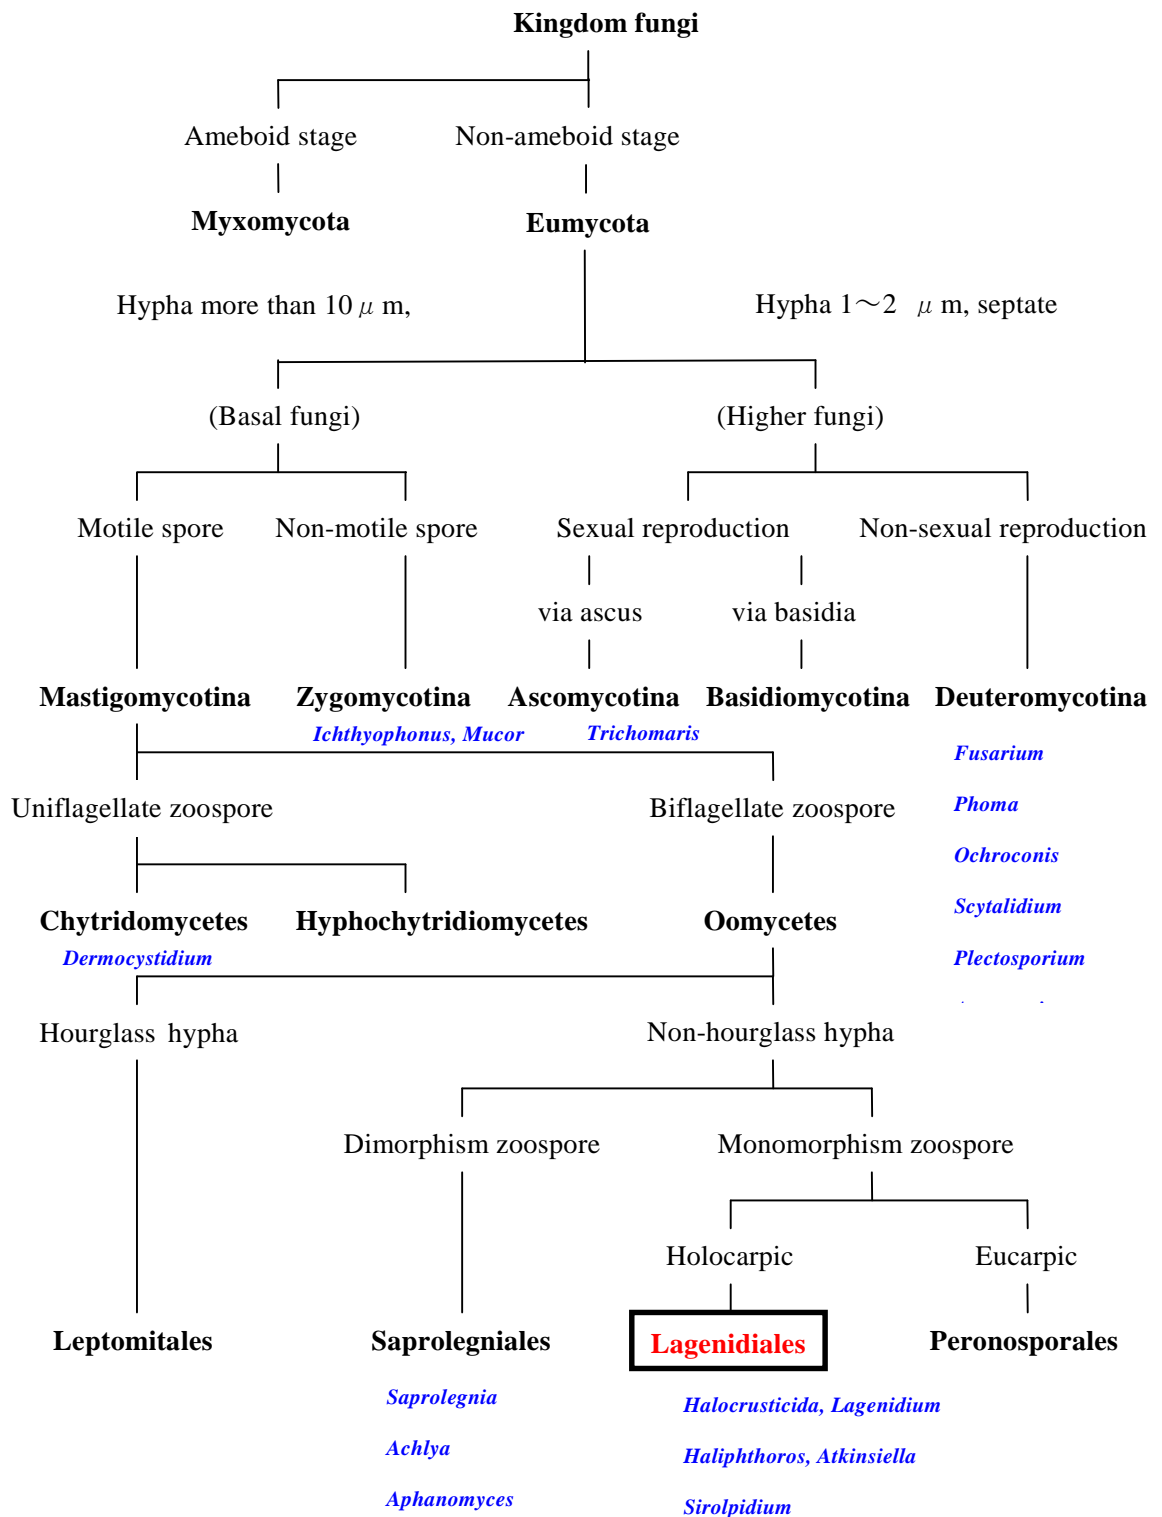 Kingdom fungi
Ameboid stage
Non-ameboid stage
Myxomycota
Eumycota
Hypha more than 10 μ m,
Hypha 1～2 μ m, septate
(Basal fungi)
(Higher fungi)
Motile spore
Non-motile spore
Sexual reproduction
Non-sexual reproduction
via ascus
via basidia
Mastigomycotina
Zygomycotina
Ascomycotina
Basidiomycotina
Deuteromycotina
Ichthyophonus, Mucor
Trichomaris
Fusarium
Phoma
Ochroconis
Scytalidium
Plectosporium
Uniflagellate zoospore
Biflagellate zoospore
Chytridomycetes
Hyphochytridiomycetes
Oomycetes
Dermocystidium
Hourglass hypha
Non-hourglass hypha
Dimorphism zoospore
Monomorphism zoospore
Holocarpic
Eucarpic
Leptomitales
Saprolegniales
Lagenidiales
Peronosporales
Saprolegnia
Achlya
Aphanomyces
Halocrusticida, Lagenidium
Haliphthoros, Atkinsiella
Sirolpidium